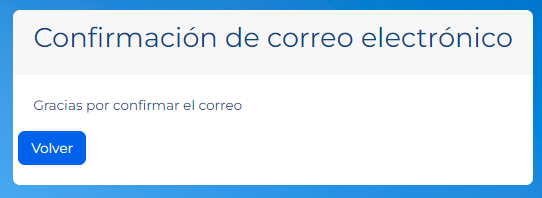 Confirmación de correo electrónico
Gracias por confirmar el correo
Volver